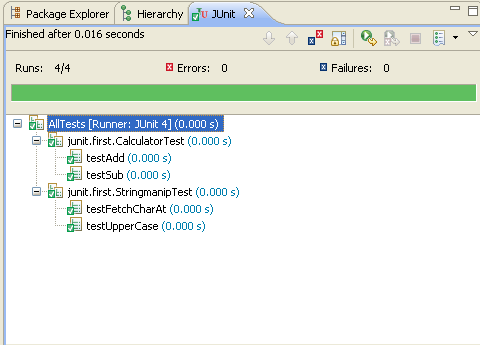 Package Explorer Hierarchy JUnit
Finished after 0.016 seconds
Runs: 4/4 Errors: 0 Failures: 0
AllTests [Runner: JUnit 4] (0.000 s)
junit.first.CalculatorTest (0.000 s)
testAdd (0.000 s)
testSub (0.000 s)
junit.first.StringmanipTest (0.000 s)
testFetchCharAt (0.000 s)
testUpperCase (0.000 s)